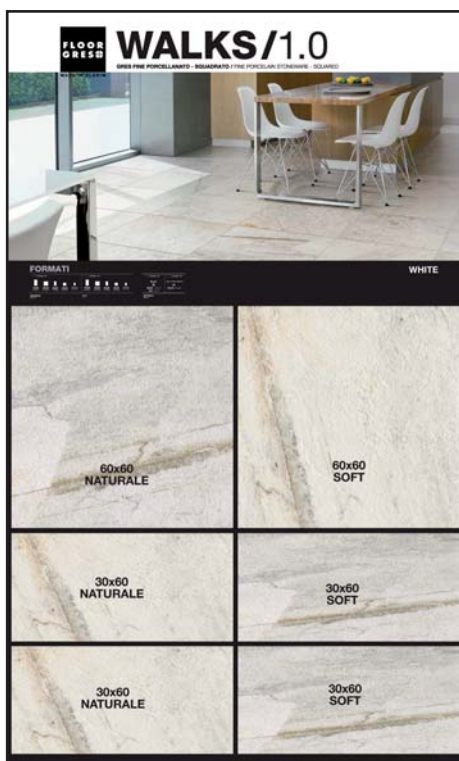 FLOOR
GRES
WALKS/1.0
GRES FINE PORCELLANATO - SQUADRATO / FINE PORCELAIN STONEWARE - SQUARED
FORMATI
WHITE
60x60
NATURALE
60x60
SOFT
30x60
NATURALE
30x60
SOFT
30x60
NATURALE
30x60
SOFT